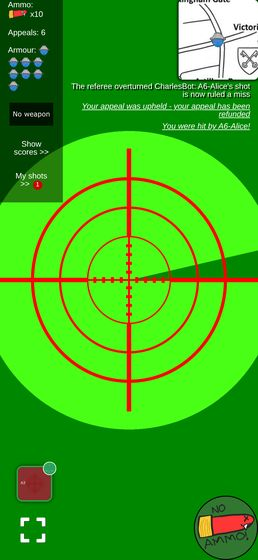 Ammo:
x10
Appeals: 6
Armour:
No weapon
Show
scores >>
My shots
>> 1
ngham Gate
Victori
The referee overturned CharlesBot: A6-Alice's shot
is now ruled a miss
Your appeal was upheld - your appeal has been
refunded
You were hit by A6-Alice!
NO
AMMO!